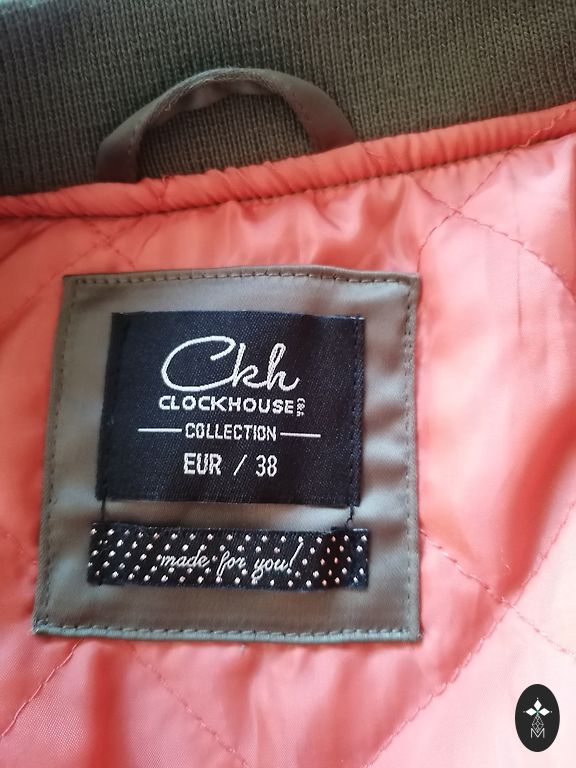 Ckh
CLOCKHOUSE C&A
COLLECTION
EUR / 38
made for you!
M